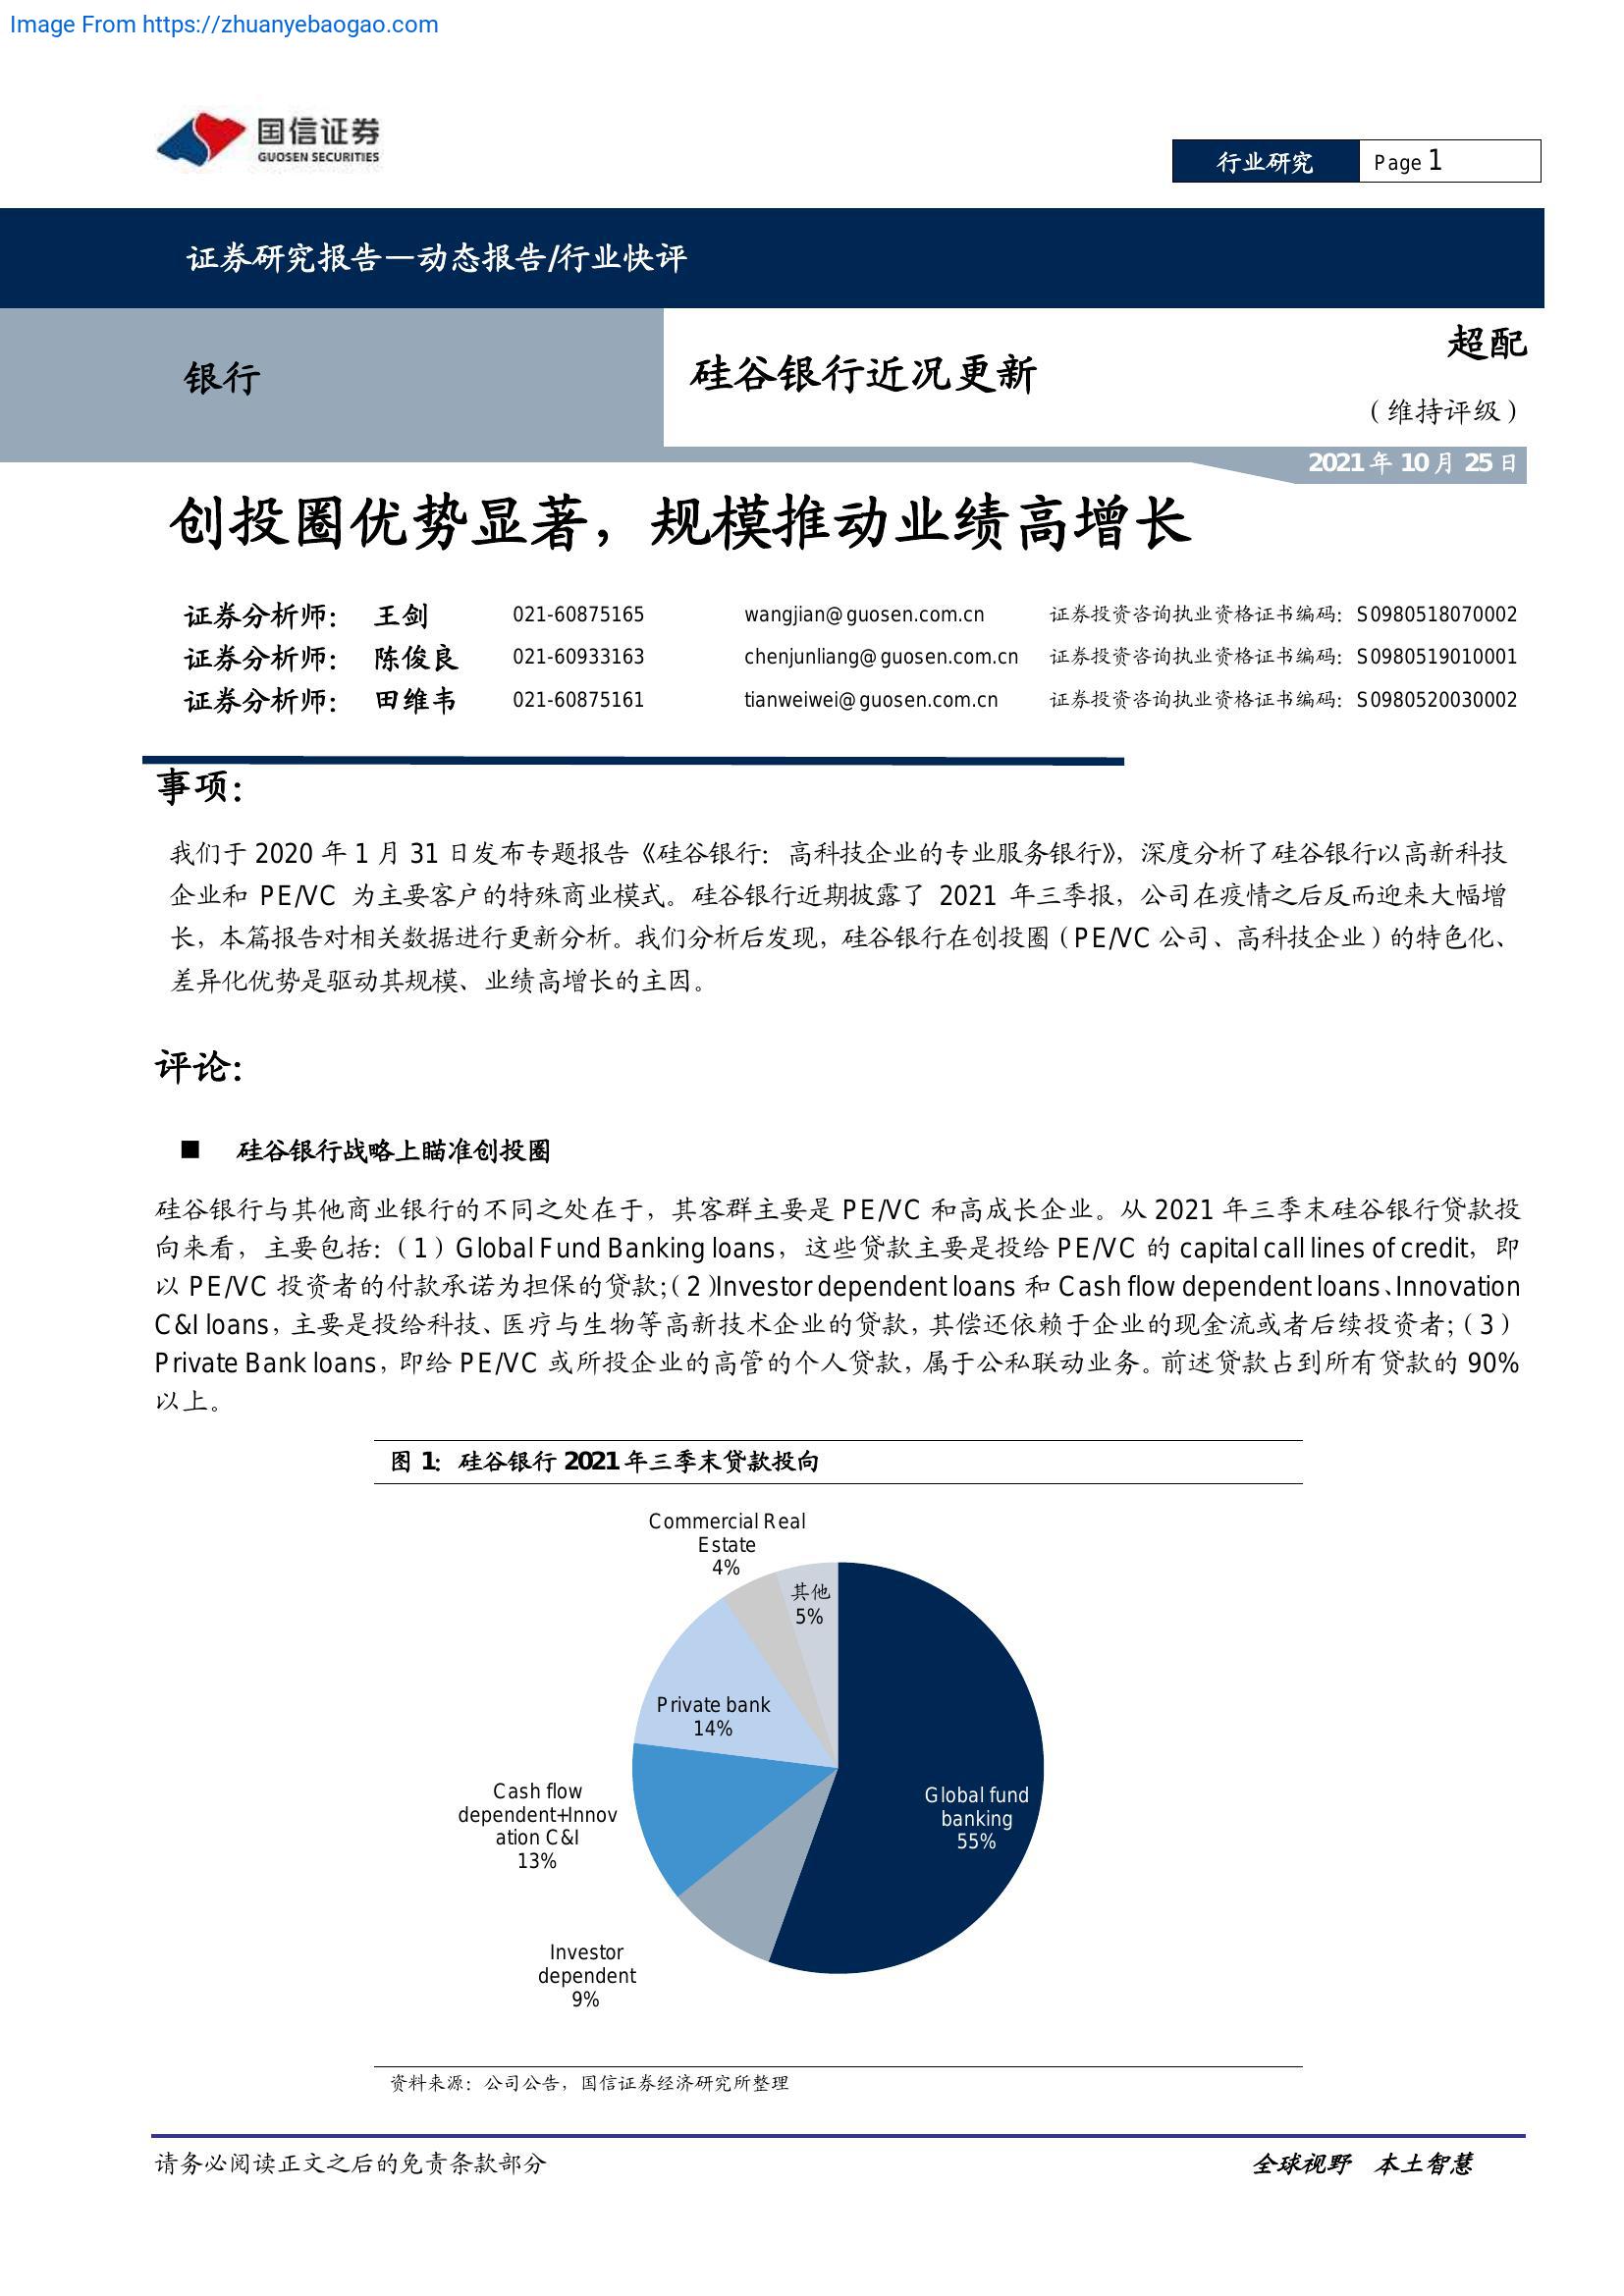 Image From https://zhuanyebaogao.com
国信证券
GUOSEN SECURITIES
行业研究
Page 1
证券研究报告—动态报告/行业快评
银行
硅谷银行近况更新
超配
（维持评级）
2021 年 10 月 25 日
创投圈优势显著，规模推动业绩高增长
证券分析师： 王剑 021-60875165 wangjian@guosen.com.cn 证券投资咨询执业资格证书编码：S0980518070002
证券分析师： 陈俊良 021-60933163 chenjunliang@guosen.com.cn 证券投资咨询执业资格证书编码：S0980519010001
证券分析师： 田维韦 021-60875161 tianweiwei@guosen.com.cn 证券投资咨询执业资格证书编码：S0980520030002
事项：
我们于 2020 年 1 月 31 日发布专题报告《硅谷银行：高科技企业的专业服务银行》，深度分析了硅谷银行以高新科技
企业和 PE/VC 为主要客户的特殊商业模式。硅谷银行近期披露了 2021 年三季报，公司在疫情之后反而迎来大幅增
长，本篇报告对相关数据进行更新分析。我们分析后发现，硅谷银行在创投圈（PE/VC 公司、高科技企业）的特色化、
差异化优势是驱动其规模、业绩高增长的主因。
评论：
■ 硅谷银行战略上瞄准创投圈
硅谷银行与其他商业银行的不同之处在于，其客群主要是 PE/VC 和高成长企业。从 2021 年三季末硅谷银行贷款投
向来看，主要包括：（1）Global Fund Banking loans，这些贷款主要是投给 PE/VC 的 capital call lines of credit，即
以 PE/VC 投资者的付款承诺为担保的贷款；（2）Investor dependent loans 和 Cash flow dependent loans、Innovation
C&I loans，主要是投给科技、医疗与生物等高新技术企业的贷款，其偿还依赖于企业的现金流或者后续投资者；（3）
Private Bank loans，即给 PE/VC 或所投企业的高管的个人贷款，属于公私联动业务。前述贷款占到所有贷款的 90%
以上。
图 1：硅谷银行 2021 年三季末贷款投向
Commercial Real
Estate
4%
其他
5%
Private bank
14%
Global fund
banking
55%
Cash flow
dependent+Innov
ation C&I
13%
Investor
dependent
9%
资料来源：公司公告，国信证券经济研究所整理
请务必阅读正文之后的免责条款部分
全球视野 本土智慧